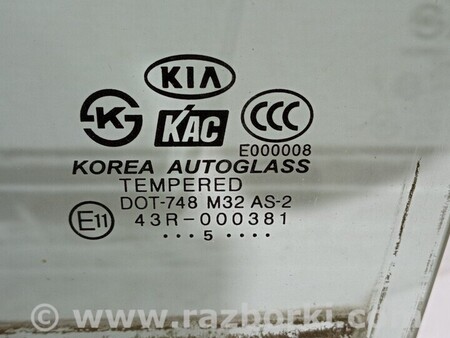 KIA
K KAC CCC
E000008
KOREA AUTOGLASS
TEMPERED
DOT-748 M32 AS-2
E11 43R-000381
••• 5 ••••
© www.razborki.com